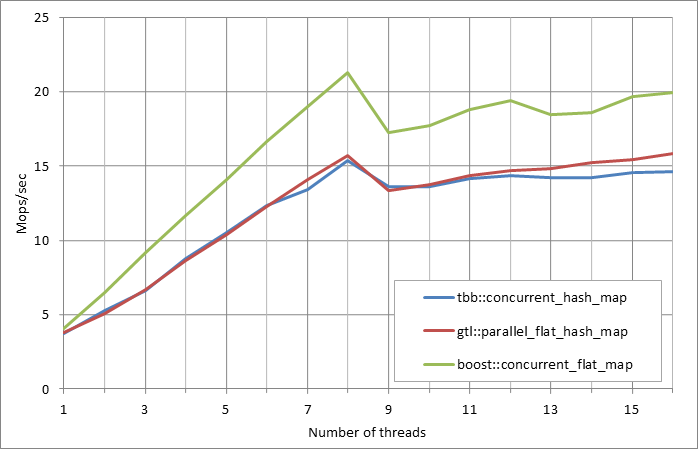 25
20
15
10
5
0
Mops/sec
tbb::concurrent_hash_map
gtl::parallel_flat_hash_map
boost::concurrent_flat_map
1 3 5 7 9 11 13 15
Number of threads